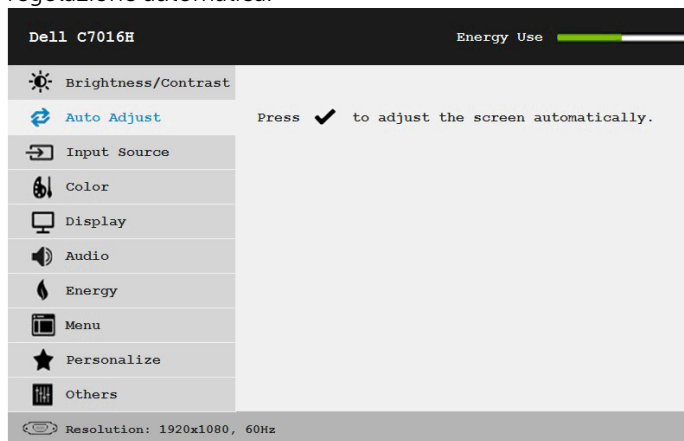 regolazione automatica.
Dell C7016H Energy Use
Brightness/Contrast
Auto Adjust Press ✔ to adjust the screen automatically.
Input Source
Color
Display
Audio
Energy
Menu
Personalize
Others
Resolution: 1920x1080, 60Hz